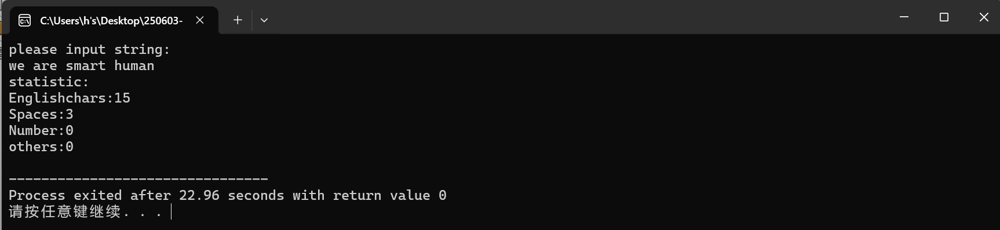 C:\Users\h's\Desktop\250603-
please input string:
we are smart human
statistic:
Englishchars:15
Spaces:3
Number:0
others:0
--------------------------------
Process exited after 22.96 seconds with return value 0
请按任意键继续. . .